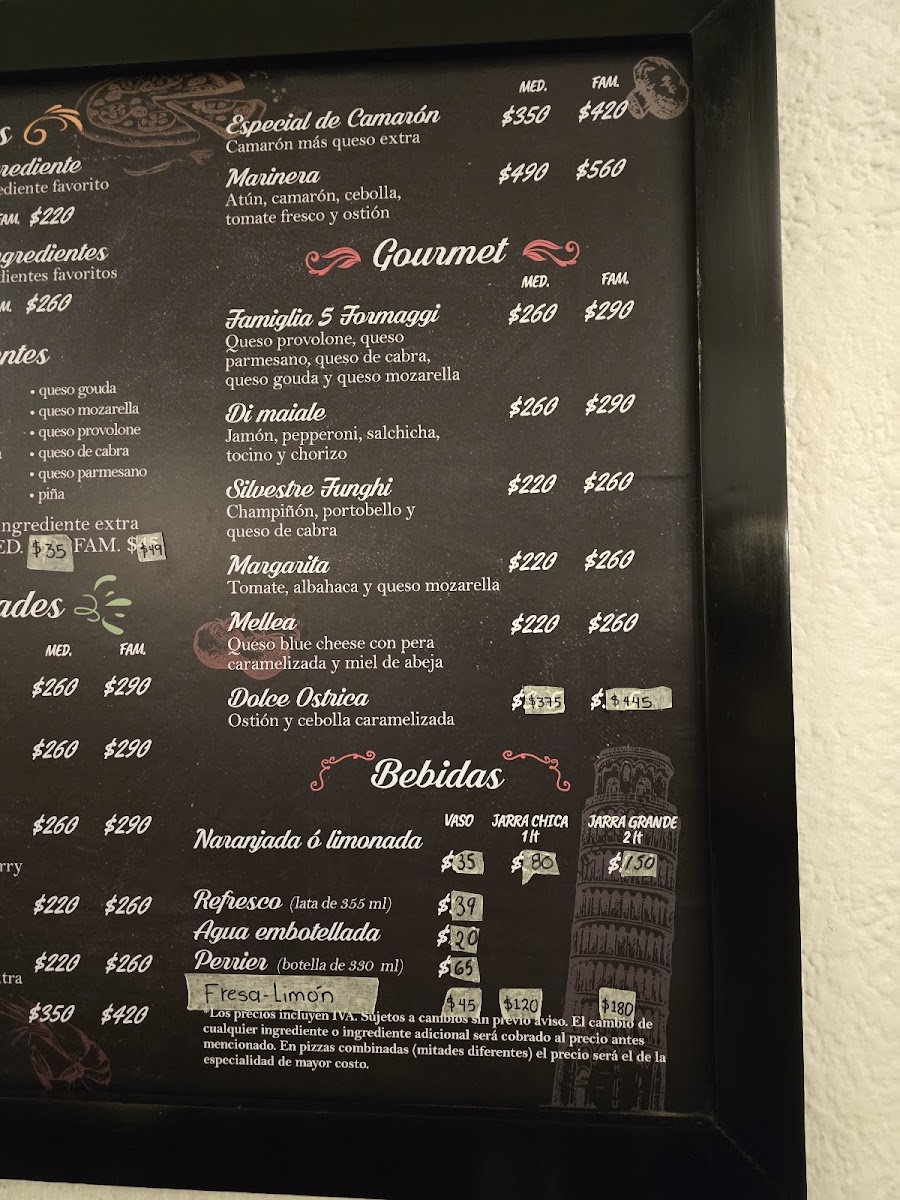 s
rediente
ediente favorito
FAM. $220
ngredientes
dientes favoritos
M. $260
ntes
• queso gouda
• queso mozarella
• queso provolone
• queso de cabra
• queso parmesano
• piña
ngrediente extra
ED. $35 FAM. $49
ades
MED. FAM.
$260 $290
$260 $290
$260 $290
rry
$220 $260
$220 $260
tra
$350 $420
MED. FAM.
Especial de Camarón $350 $420
Camarón más queso extra
Marinera $490 $560
Atún, camarón, cebolla,
tomate fresco y ostión
Gourmet
MED. FAM.
Famiglia 5 Formaggi $260 $290
Queso provolone, queso
parmesano, queso de cabra,
queso gouda y queso mozarella
Di maiale $260 $290
Jamón, pepperoni, salchicha,
tocino y chorizo
Silvestre Funghi $220 $260
Champiñón, portobello y
queso de cabra
Margarita $220 $260
Tomate, albahaca y queso mozarella
Mellea $220 $260
Queso blue cheese con pera
caramelizada y miel de abeja
Dolce Ostrica $375 $445
Ostión y cebolla caramelizada
Bebidas
VASO JARRA CHICA JARRA GRANDE
1 lt 2 lt
Naranjada ó limonada
$35 $80 $150
Refresco (lata de 355 ml) $39
Agua embotellada $20
Perrier (botella de 330 ml) $65
Fresa-Limón $45 $120 $180
*Los precios incluyen IVA. Sujetos a cambios sin previo aviso. El cambio de
cualquier ingrediente o ingrediente adicional será cobrado al precio antes
mencionado. En pizzas combinadas (mitades diferentes) el precio será el de la
especialidad de mayor costo.